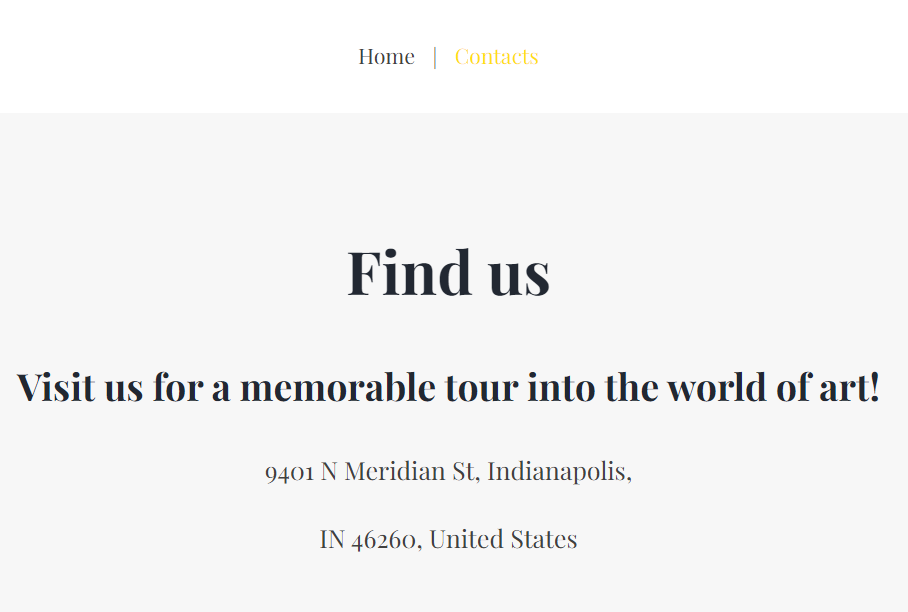 Home | Contacts
Find us
Visit us for a memorable tour into the world of art!
9401 N Meridian St, Indianapolis,
IN 46260, United States